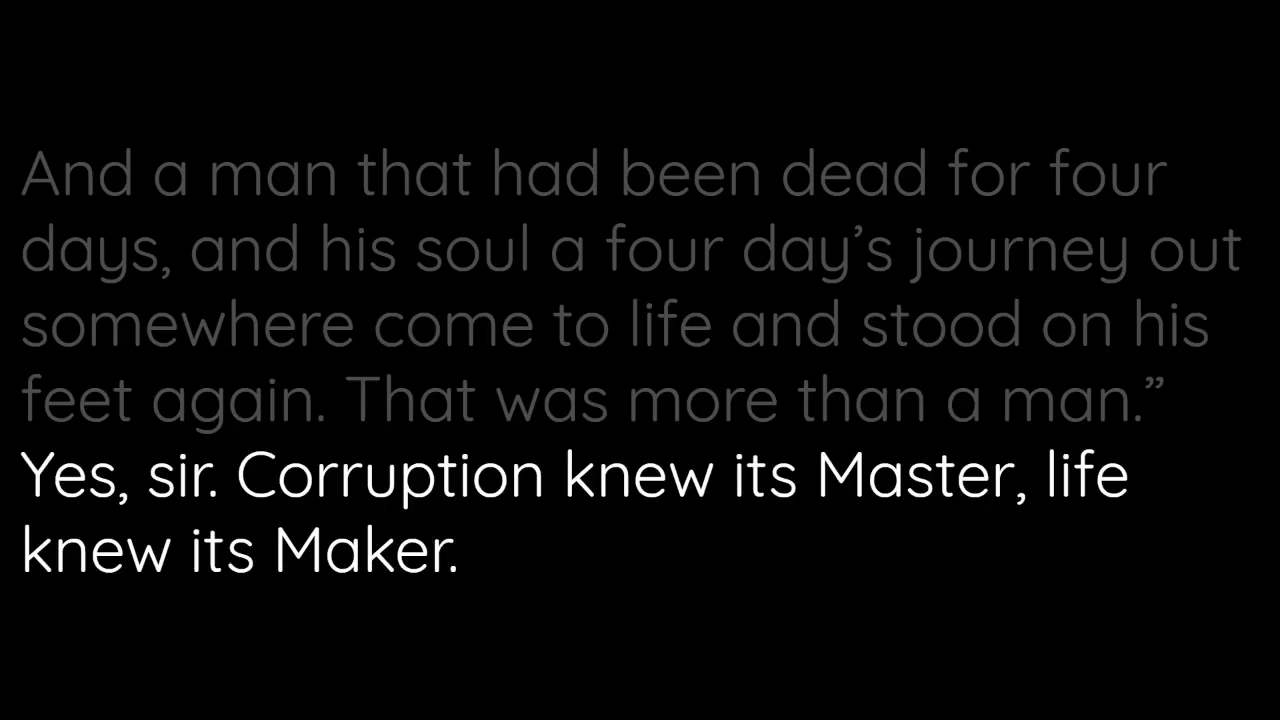 And a man that had been dead for four
days, and his soul a four day’s journey out
somewhere come to life and stood on his
feet again. That was more than a man.”
Yes, sir. Corruption knew its Master, life
knew its Maker.